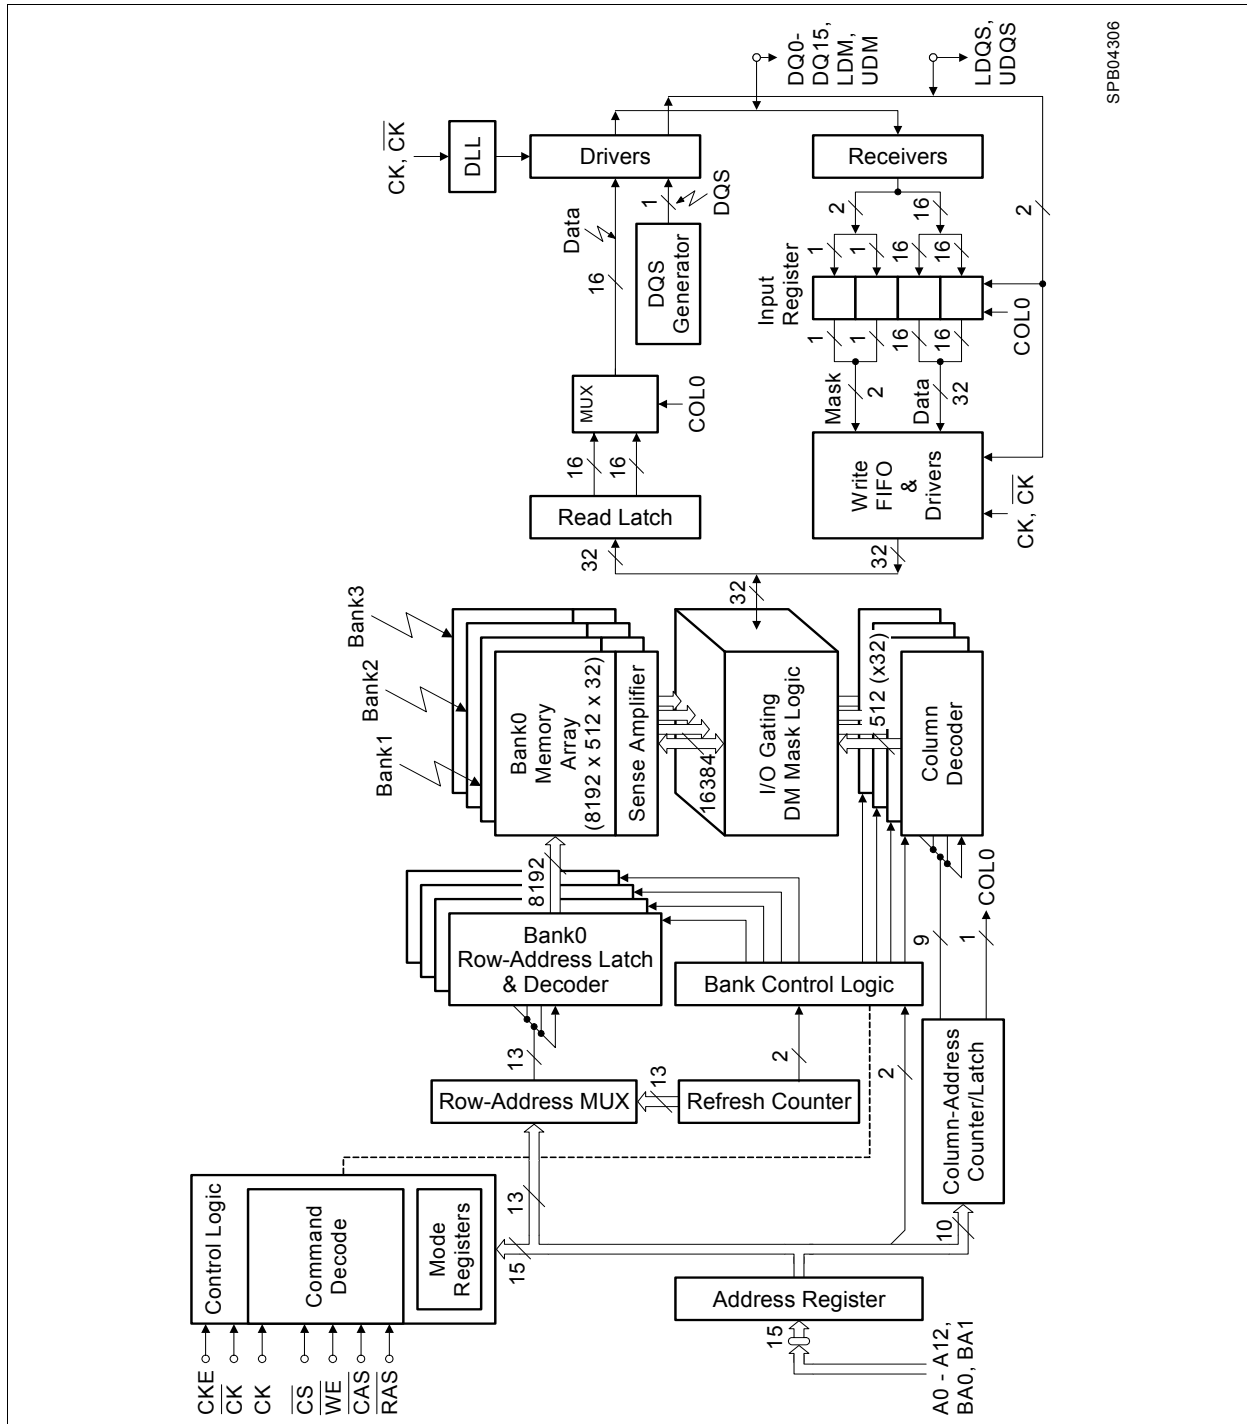 SPB04306
DQ0-
DQ15,
LDM,
UDM
LDQS,
UDQS
CK, CK
DLL
Drivers
Receivers
1
DQS
Data
16
DQS
Generator
2
16
2
1
1
16
16
Input
Register
COL0
1
1
16
16
Mask
2
Data
32
MUX
COL0
16
16
Read Latch
Write
FIFO
&
Drivers
CK, CK
32
32
32
Bank3
Bank2
Bank1
Bank0
Memory
Array
(8192 x 512 x 32)
Sense Amplifier
16384
I/O Gating
DM Mask Logic
512 (x32)
Column
Decoder
8192
Bank0
Row-Address Latch
& Decoder
Bank Control Logic
9
1
COL0
13
2
2
Row-Address MUX
13
Refresh Counter
Column-Address
Counter/Latch
Control Logic
Command
Decode
Mode
Registers
13
15
10
Address Register
15
A0 - A12,
BA0, BA1
CKE
CK
CK
CS
WE
CAS
RAS